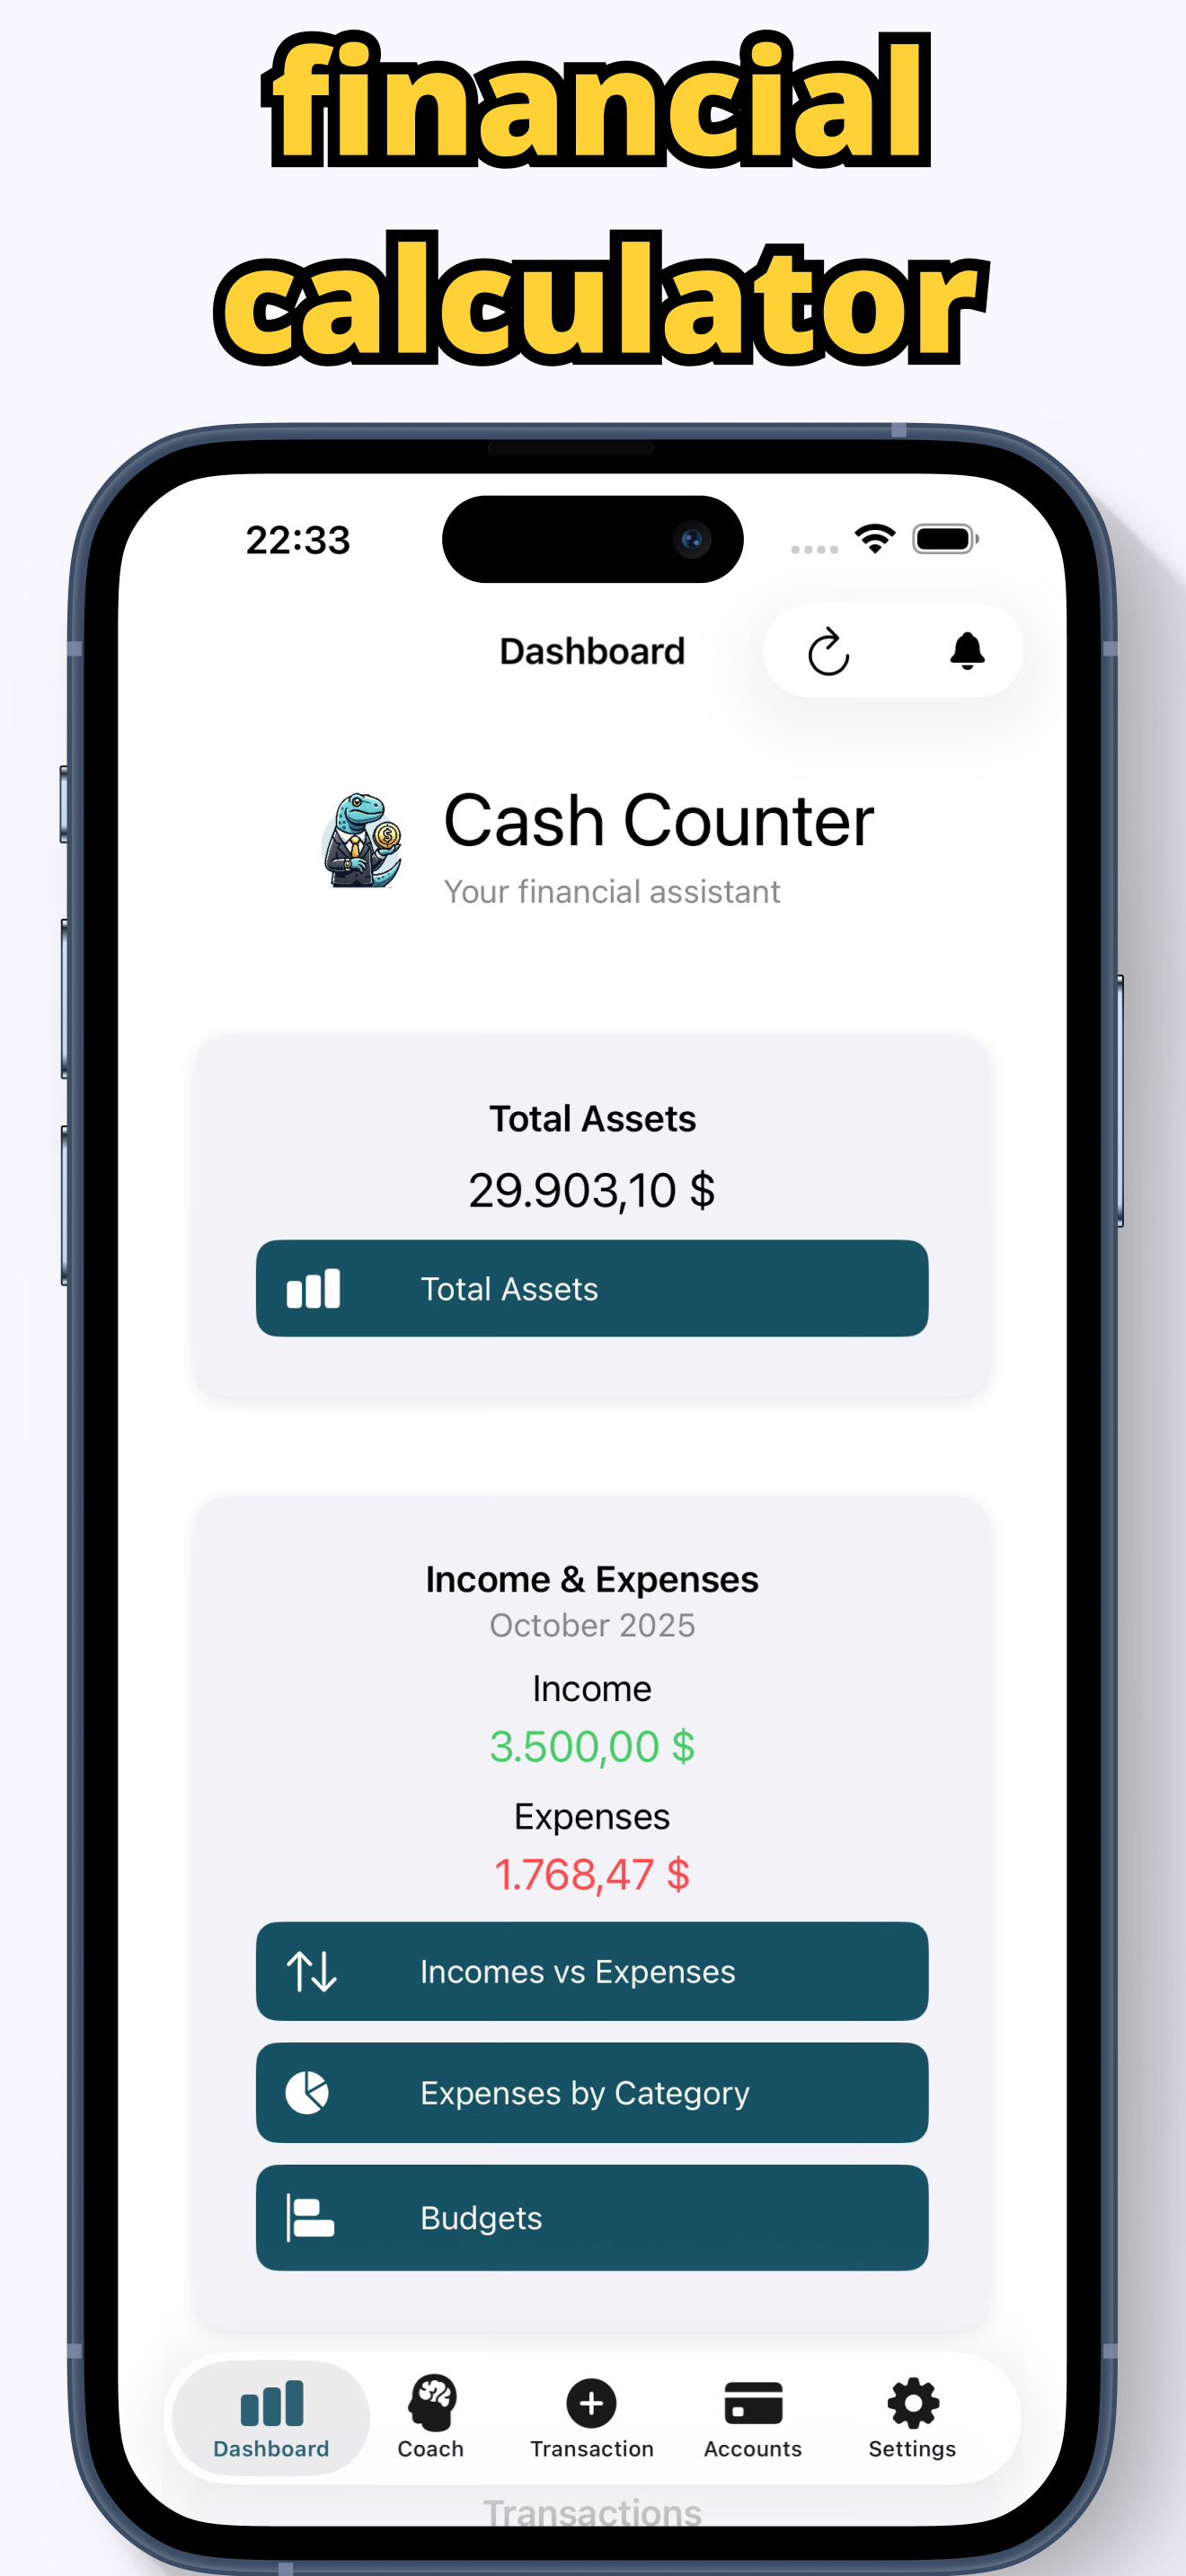 financial
calculator
22:33
Dashboard
Cash Counter
Your financial assistant
Total Assets
29.903,10 $
Total Assets
Income & Expenses
October 2025
Income
3.500,00 $
Expenses
1.768,47 $
Incomes vs Expenses
Expenses by Category
Budgets
Dashboard Coach Transaction Accounts Settings
Transactions